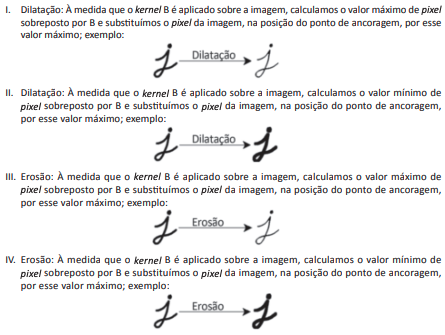 I. Dilatação: À medida que o kernel B é aplicado sobre a imagem, calculamos o valor máximo de pixel
sobreposto por B e substituímos o pixel da imagem, na posição do ponto de ancoragem, por esse
valor máximo; exemplo:
j Dilatação j
II. Dilatação: À medida que o kernel B é aplicado sobre a imagem, calculamos o valor mínimo de
pixel sobreposto por B e substituímos o pixel da imagem, na posição do ponto de ancoragem,
por esse valor máximo; exemplo:
j Dilatação j
III. Erosão: À medida que o kernel B é aplicado sobre a imagem, calculamos o valor máximo de
pixel sobreposto por B e substituímos o pixel da imagem, na posição do ponto de ancoragem,
por esse valor máximo; exemplo:
j Erosão j
IV. Erosão: À medida que o kernel B é aplicado sobre a imagem, calculamos o valor mínimo de
pixel sobreposto por B e substituímos o pixel da imagem, na posição do ponto de ancoragem,
por esse valor máximo; exemplo:
j Erosão j